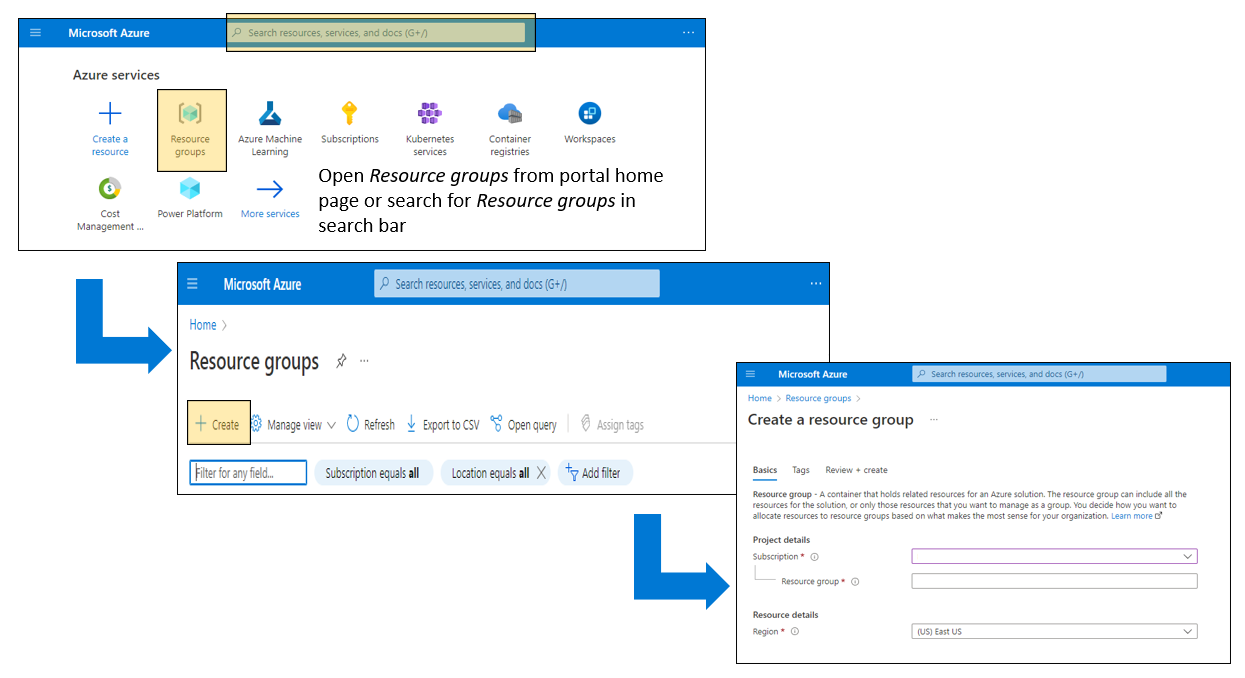 Microsoft Azure
Search resources, services, and docs (G+/)
...
Azure services
Create a
resource
Resource
groups
Azure Machine
Learning
Subscriptions
Kubernetes
services
Container
registries
Workspaces
Cost
Management ...
Power Platform
More services
Open Resource groups from portal home
page or search for Resource groups in
search bar
Microsoft Azure
Search resources, services, and docs (G+/)
...
Home >
Resource groups
...
+ Create
Manage view
Refresh
Export to CSV
Open query
Assign tags
Filter for any field...
Subscription equals all
Location equals all
Add filter
Microsoft Azure
Search resources, services, and docs (G+/)
Home > Resource groups >
Create a resource group
...
Basics
Tags
Review + create
Resource group - A container that holds related resources for an Azure solution. The resource group can include all the
resources for the solution, or only those resources that you want to manage as a group. You decide how you want to
allocate resources to resource groups based on what makes the most sense for your organization. Learn more
Project details
Subscription *
Resource group *
Resource details
Region *
(US) East US